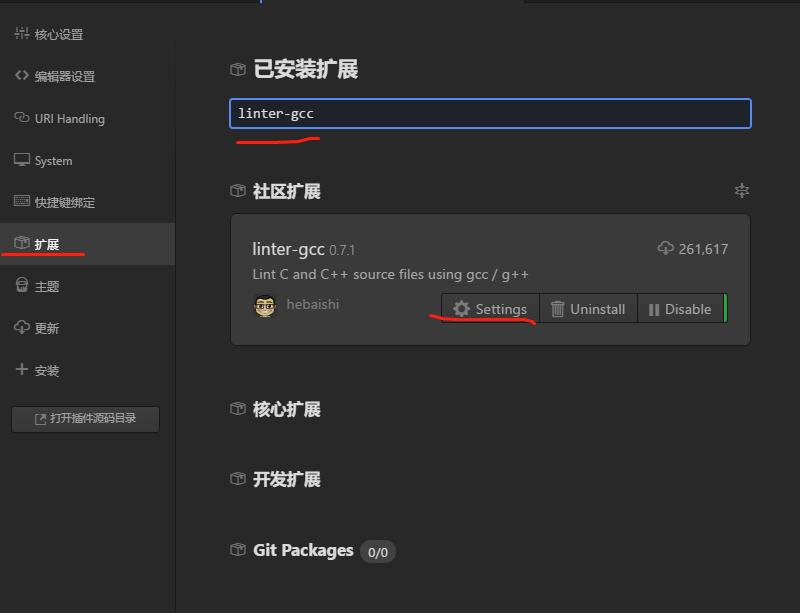 核心设置
编辑器设置
URI Handling
System
快捷键绑定
扩展
主题
更新
安装
打开插件源码目录
已安装扩展
linter-gcc
社区扩展
linter-gcc 0.7.1
261,617
Lint C and C++ source files using gcc / g++
hebaishi
Settings
Uninstall
Disable
核心扩展
开发扩展
Git Packages 0/0